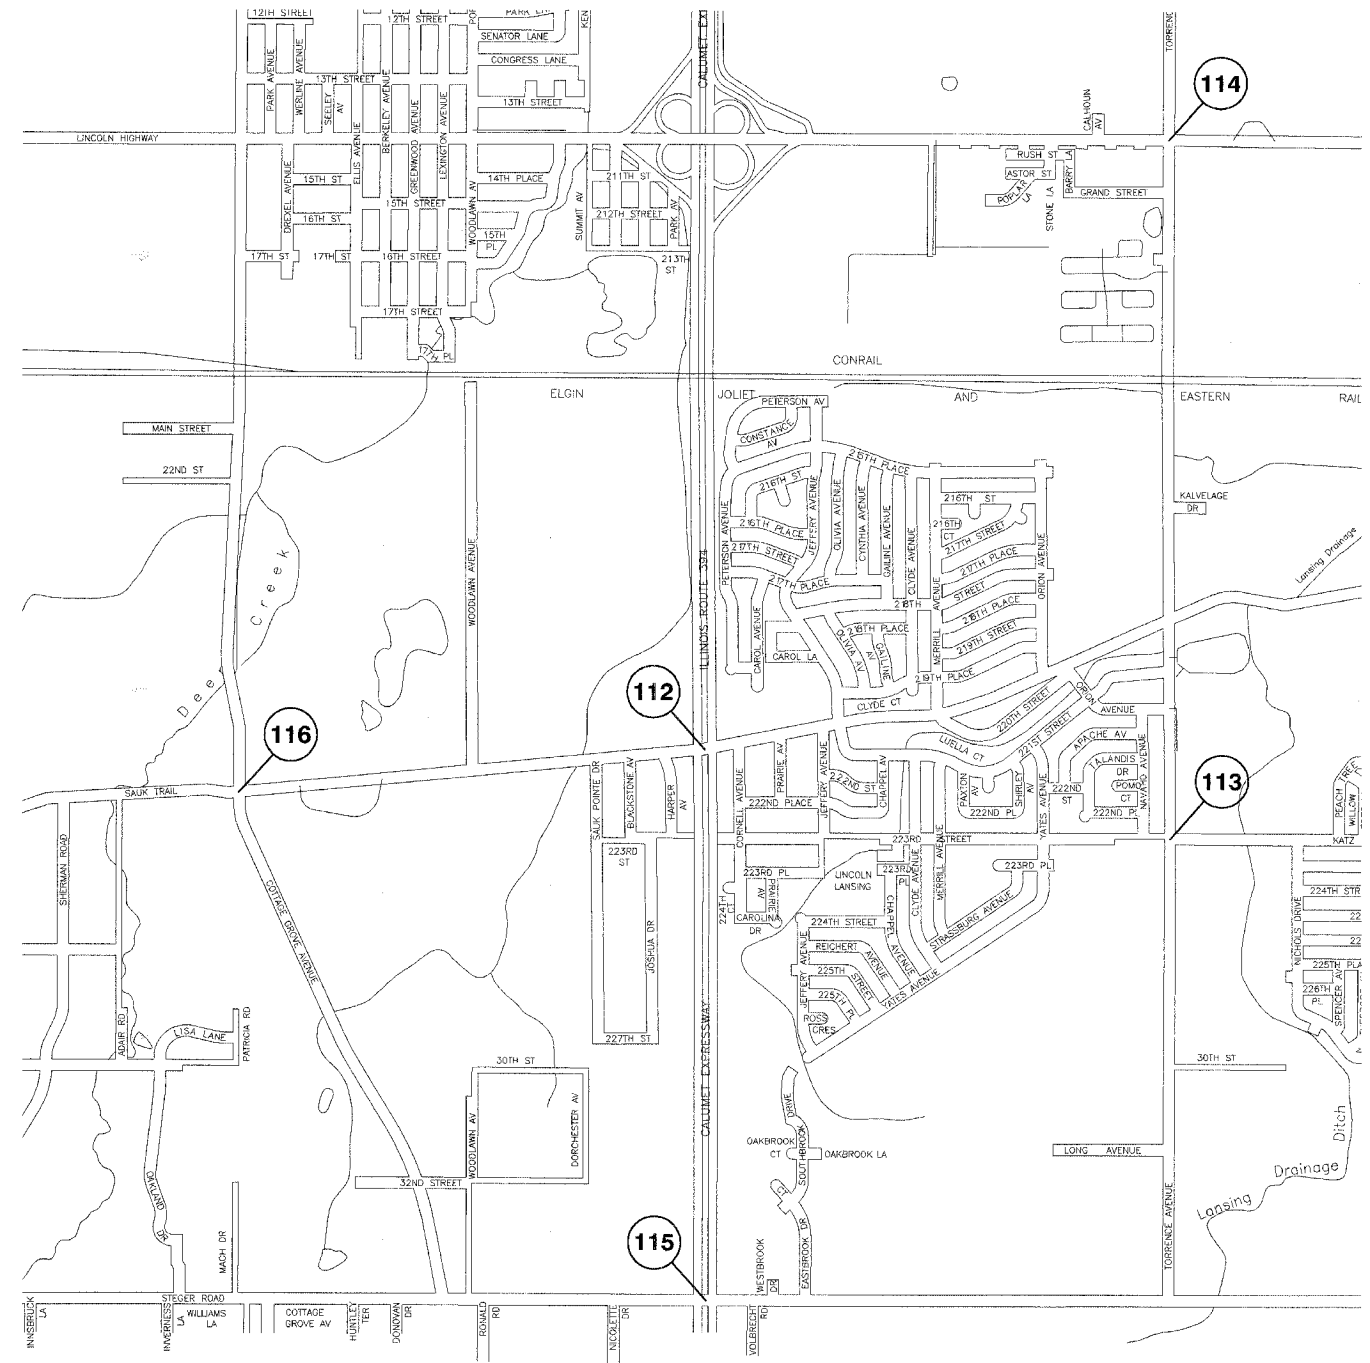 12TH STREET
12TH STREET
SENATOR LANE
CONGRESS LANE
PARK AVENUE
WERLINE AVENUE
SEELEY AV
13TH STREET
BERKELEY AVENUE
13TH STREET
CALUMET EX
TORRENC
114
CALHOUN AV
LINCOLN HIGHWAY
ELLIS AVENUE
GREENWOOD AVENUE
LEXINGTON AVENUE
14TH PLACE
211TH ST
RUSH ST
ASTOR ST
POPLAR LA
STONE LA
BARRY LA
GRAND STREET
15TH ST
15TH STREET
DREXEL AVENUE
16TH ST
WOODLAWN AV
15TH PL
SUMMIT AV
212TH STREET
PARK AV
17TH ST
17TH ST
16TH STREET
213TH ST
17TH STREET
17TH PL
CONRAIL
ELGIN
JOLIET
AND
EASTERN
RAIL
PETERSON AV
CONSTANCE AV
MAIN STREET
22ND ST
215TH PLACE
216TH ST
216TH ST
KALVELAGE DR
PETERSON AVENUE
216TH PLACE
JEFFERY AVENUE
OLIVIA AVENUE
CYNTHIA AVENUE
GAILINE AVENUE
CLYDE AVENUE
216TH CT
217TH STREET
217TH STREET
217TH PLACE
217TH PLACE
ORION AVENUE
Lansing Drainage
Deer Creek
WOODLAWN AVENUE
ILLINOIS ROUTE 394
218TH
STREET
218TH PLACE
218TH PLACE
MERRILL AVENUE
219TH STREET
219TH PLACE
CAROL AVENUE
CAROL LA
OLIVIA AV
GAILINE AV
CLYDE CT
112
116
220TH STREET
ORION
AVENUE
221ST STREET
LUELLA CT
APACHE AV
TALANDIS DR
POMO CT
NAVAJO AVENUE
113
SAUK TRAIL
SAUK POINTE DR
BLACKSTONE AV
HARPER AV
CORNELL AVENUE
PRAIRIE AV
JEFFERY AVENUE
222ND ST
CHAPPEL AV
222ND PLACE
PAXTON AV
SHIRLEY AV
222ND PL
YATES AVENUE
222ND ST
222ND PL
PEACH TREE
WILLOW
KATZ
223RD STREET
SHERMAN ROAD
223RD ST
223RD PL
LINCOLN LANSING
223RD PL
CLYDE AVENUE
MERRILL AVENUE
223RD PL
224TH STR
COTTAGE GROVE AVENUE
224TH CT
PRAIRIE AV
CAROLINA DR
CHAPPEL AVENUE
224TH STREET
STRASSBURG AVENUE
NICHOLS DRIVE
JOSHUA DR
JEFFERY AVENUE
REICHERT AVENUE
225TH STREET
225TH PL
YATES AVENUE
ROSS CRES
225TH PLA
226TH PL
SPENCER AV
ADAIR RD
LISA LANE
PATRICIA RD
227TH ST
CALUMET EXPRESSWAY
30TH ST
30TH ST
WOODLAWN AV
DORCHESTER AV
32ND STREET
OAKLAND DR
MACH DR
OAKBROOK CT
SOUTHBROOK DRIVE
OAKBROOK LA
CT
EASTBROOK DR
WESTBROOK DR
LONG AVENUE
TORRENCE AVENUE
Lansing Drainage Ditch
115
STEGER ROAD
INNSBRUCK LA
INVERNESS LA
WILLIAMS LA
COTTAGE GROVE AV
HUNTLEY TER
DONOVAN DR
RONALD RD
NICOLETTE DR
VOLBRECHT RD